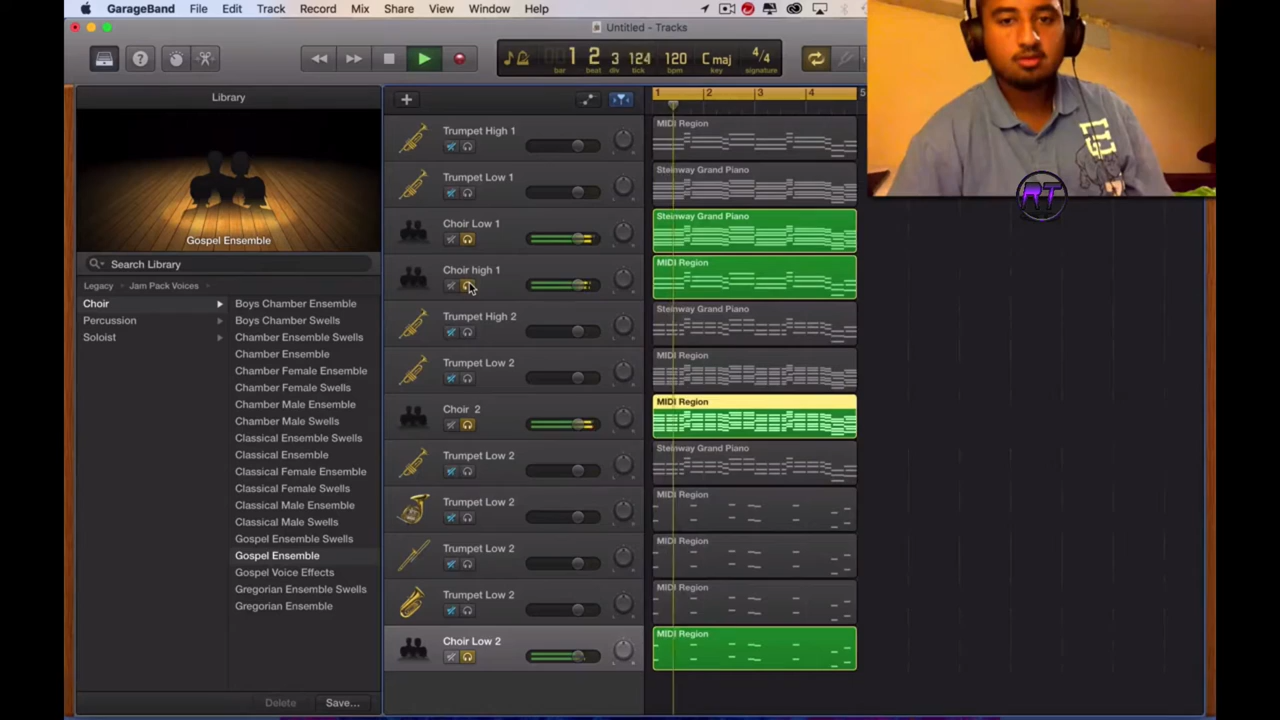 GarageBand File Edit Track Record Mix Share View Window Help
Untitled - Tracks
1 2 3 124 120 C maj 4/4
bar beat div tick bpm key signature
Library
1 2 3 4 5
Gospel Ensemble
Search Library
Legacy Jam Pack Voices
Choir
Percussion
Soloist
Boys Chamber Ensemble
Boys Chamber Swells
Chamber Ensemble Swells
Chamber Ensemble
Chamber Female Ensemble
Chamber Female Swells
Chamber Male Ensemble
Chamber Male Swells
Classical Ensemble Swells
Classical Ensemble
Classical Female Ensemble
Classical Female Swells
Classical Male Ensemble
Classical Male Swells
Gospel Ensemble Swells
Gospel Ensemble
Gospel Voice Effects
Gregorian Ensemble Swells
Gregorian Ensemble
Delete Save...
Trumpet High 1
MIDI Region
Trumpet Low 1
Steinway Grand Piano
Choir Low 1
Steinway Grand Piano
Choir high 1
MIDI Region
Trumpet High 2
Steinway Grand Piano
Trumpet Low 2
MIDI Region
Choir 2
MIDI Region
Trumpet Low 2
Steinway Grand Piano
Trumpet Low 2
MIDI Region
Trumpet Low 2
MIDI Region
Trumpet Low 2
MIDI Region
Choir Low 2
MIDI Region
RT